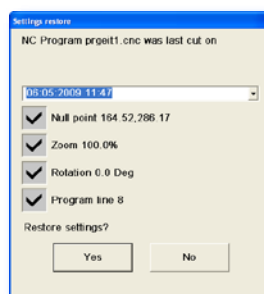 Settings restore
NC Program prgeit1.cnc was last cut on
06:05:2009 11:47
Null point 164.52,286.17
Zoom 100.0%
Rotation 0.0 Deg
Program line 8
Restore settings?
Yes
No